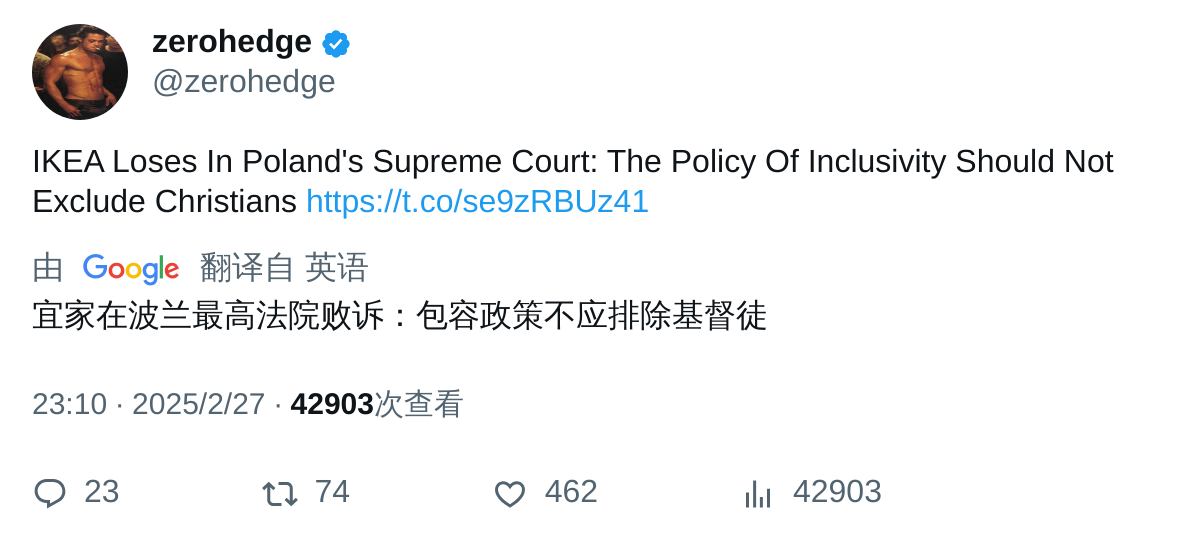 zerohedge
@zerohedge
IKEA Loses In Poland's Supreme Court: The Policy Of Inclusivity Should Not
Exclude Christians https://t.co/se9zRBUz41
由 Google 翻译自 英语
宜家在波兰最高法院败诉：包容政策不应排除基督徒
23:10 · 2025/2/27 · 42903次查看
23 74 462 42903